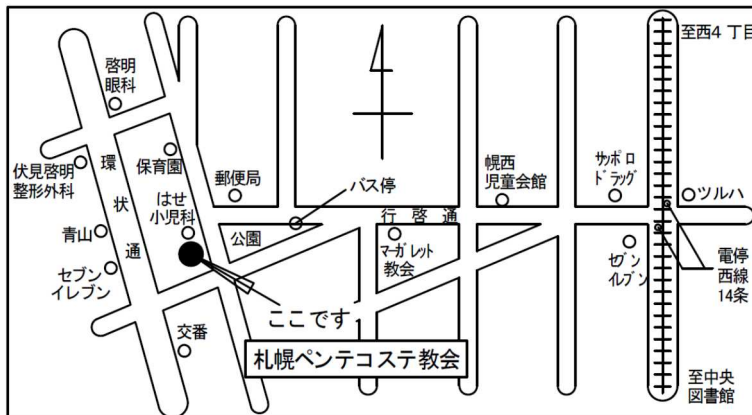 至西4 丁目
啓明
眼科
環状通
保育園
伏見啓明
整形外科
はせ
小児科
郵便局
バス停
幌西
児童会館
サッポロ
ドラッグ
ツルハ
行啓通
公園
青山
マーガレット
教会
セブン
イレブン
セブン
イレブン
電停
西線
14条
ここです
交番
札幌ペンテコステ教会
至中央
図書館